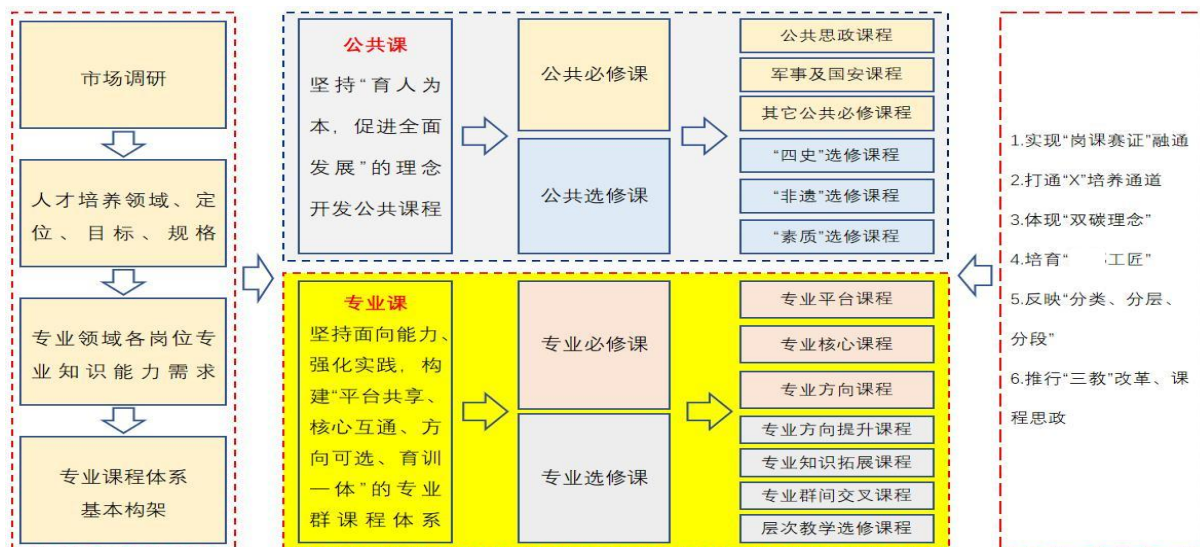 市场调研
人才培养领域、定
位、目标、规格
专业领域各岗位专
业知识能力需求
专业课程体系
基本构架
公共课
坚持“育人为
本，促进全面
发展”的理念
开发公共课程
公共必修课
公共选修课
公共思政课程
军事及国安课程
其它公共必修课程
“四史”选修课程
“非遗”选修课程
“素质”选修课程
专业课
坚持面向能力、
强化实践，构
建“平台共享、
核心互通、方
向可选、育训
一体”的专业
群课程体系
专业必修课
专业选修课
专业平台课程
专业核心课程
专业方向课程
专业方向提升课程
专业知识拓展课程
专业群间交叉课程
层次教学选修课程
1.实现“岗课赛证”融通
2.打通“X”培养通道
3.体现“双碳理念”
4.培育“ 工匠”
5.反映“分类、分层、
分段”
6.推行“三教”改革、课
程思政